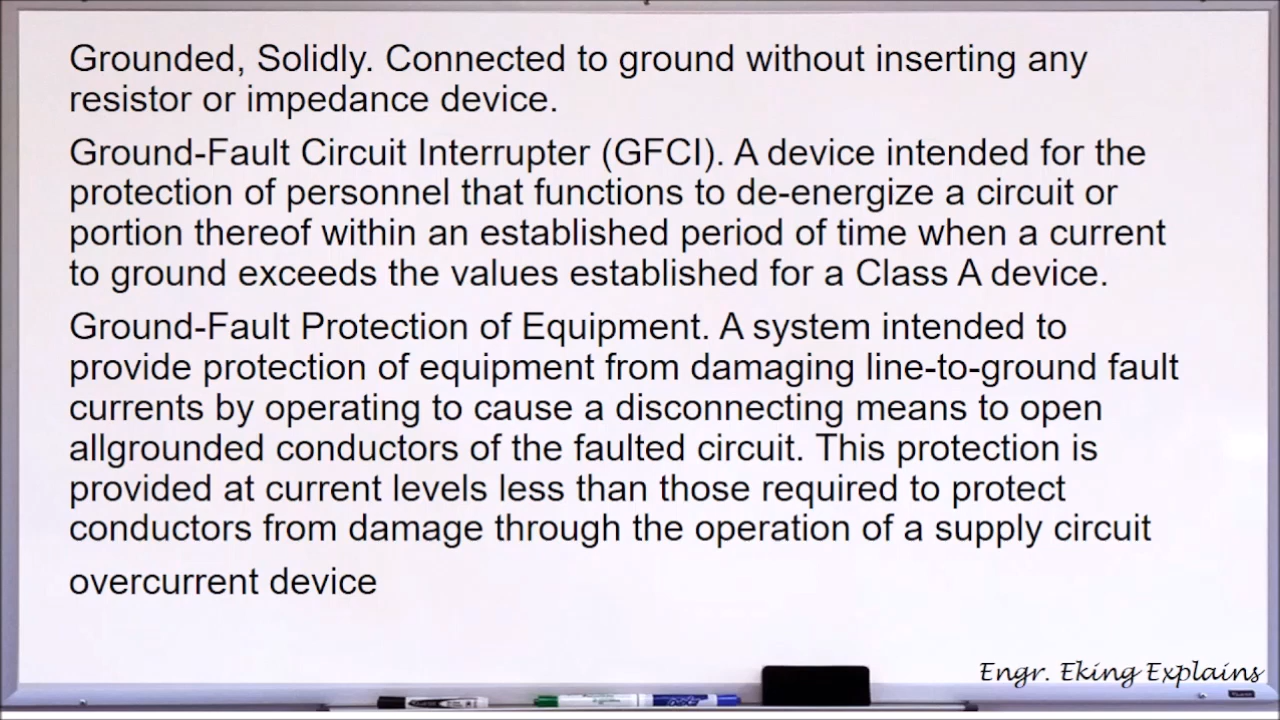 Grounded, Solidly. Connected to ground without inserting any
resistor or impedance device.
Ground-Fault Circuit Interrupter (GFCI). A device intended for the
protection of personnel that functions to de-energize a circuit or
portion thereof within an established period of time when a current
to ground exceeds the values established for a Class A device.
Ground-Fault Protection of Equipment. A system intended to
provide protection of equipment from damaging line-to-ground fault
currents by operating to cause a disconnecting means to open
allgrounded conductors of the faulted circuit. This protection is
provided at current levels less than those required to protect
conductors from damage through the operation of a supply circuit
overcurrent device
Engr. Eking Explains